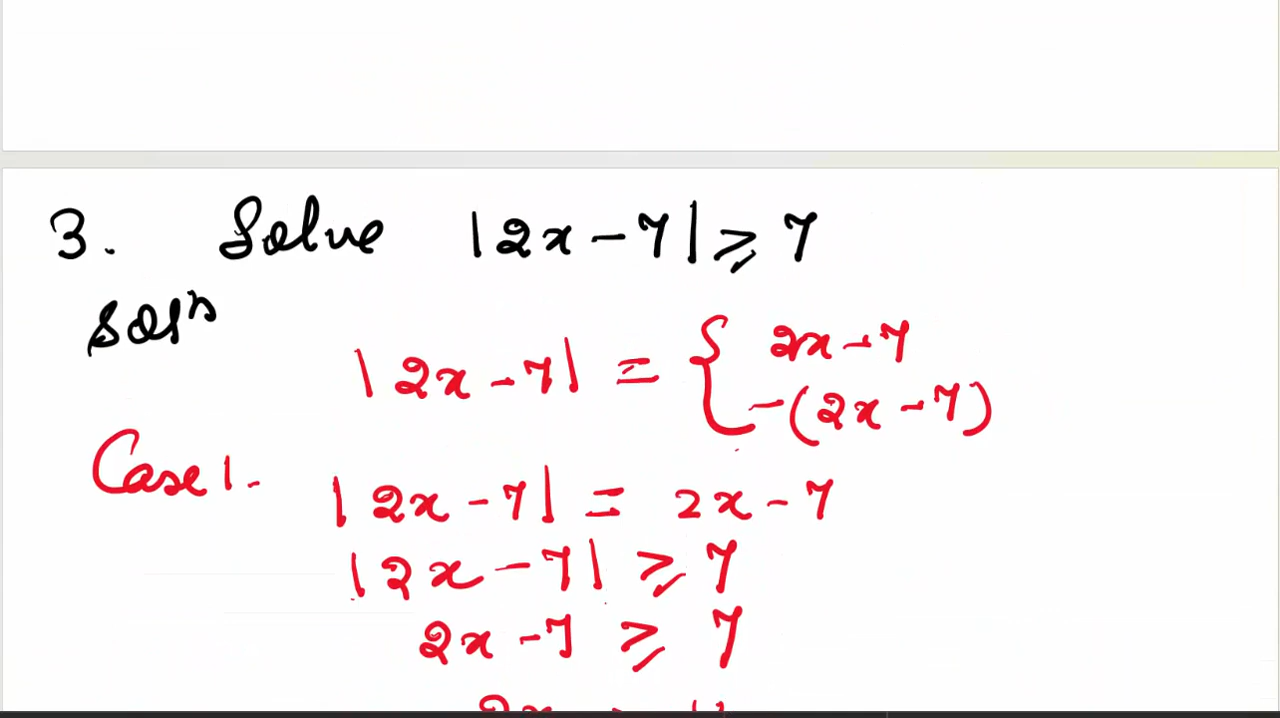 3. Solve |2x-7| ≥ 7
Solⁿ
|2x-7| = { 2x-7
-(2x-7)
Case 1. |2x-7| = 2x-7
|2x-7| ≥ 7
2x-7 ≥ 7